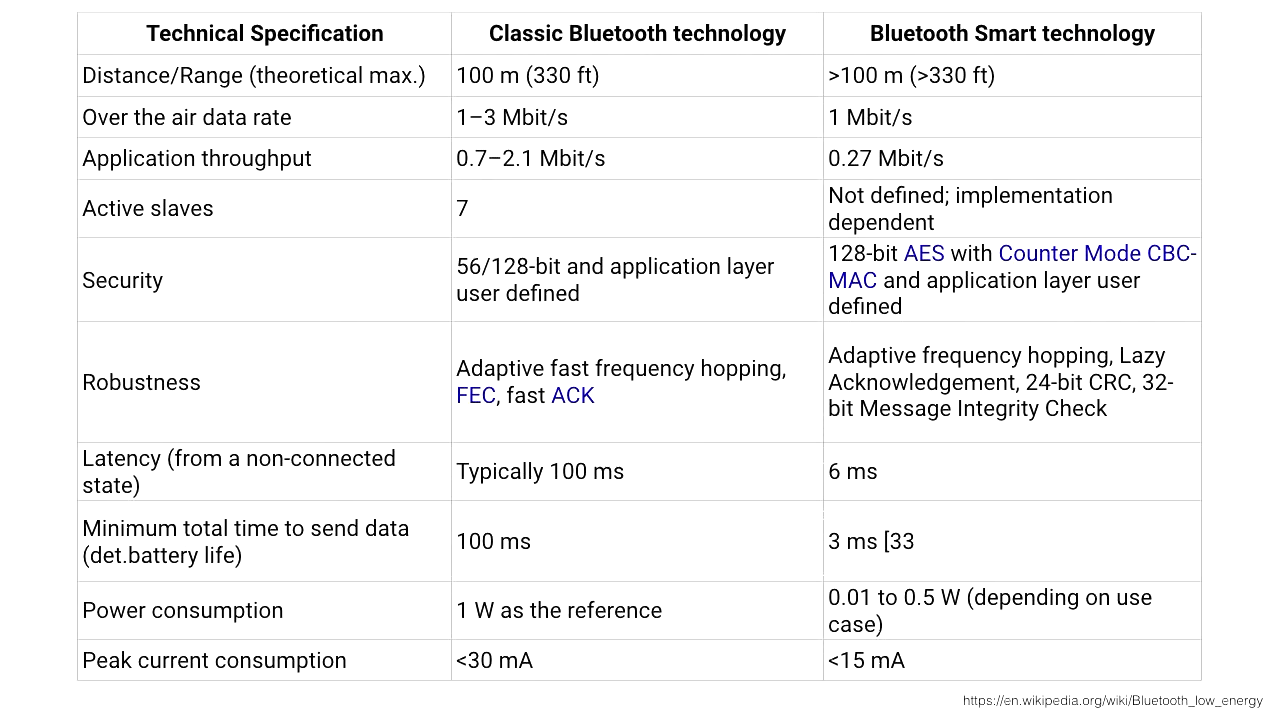 Technical Specification
Classic Bluetooth technology
Bluetooth Smart technology
Distance/Range (theoretical max.)
100 m (330 ft)
>100 m (>330 ft)
Over the air data rate
1–3 Mbit/s
1 Mbit/s
Application throughput
0.7–2.1 Mbit/s
0.27 Mbit/s
Active slaves
7
Not defined; implementation
dependent
Security
56/128-bit and application layer
user defined
128-bit AES with Counter Mode CBC-
MAC and application layer user
defined
Robustness
Adaptive fast frequency hopping,
FEC, fast ACK
Adaptive frequency hopping, Lazy
Acknowledgement, 24-bit CRC, 32-
bit Message Integrity Check
Latency (from a non-connected
state)
Typically 100 ms
6 ms
Minimum total time to send data
(det.battery life)
100 ms
3 ms [33
Power consumption
1 W as the reference
0.01 to 0.5 W (depending on use
case)
Peak current consumption
<30 mA
<15 mA
https://en.wikipedia.org/wiki/Bluetooth_low_energy